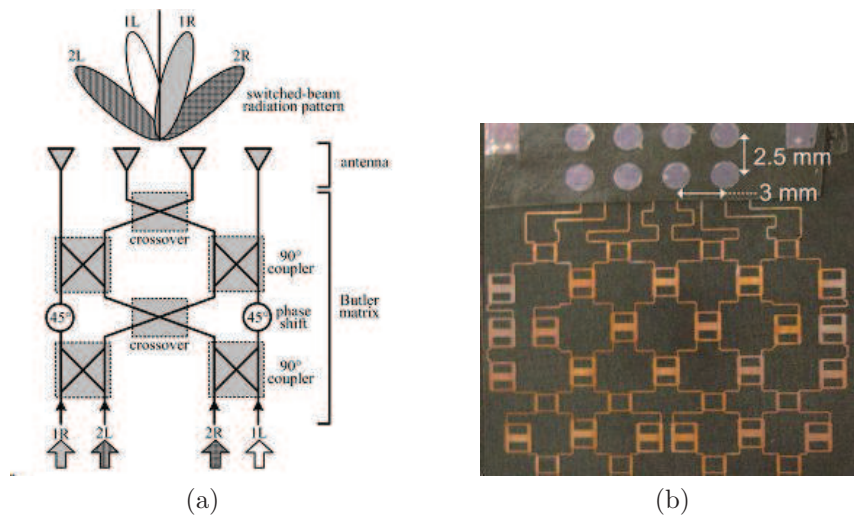 1L 1R
2L 2R
switched-beam
radiation pattern
antenna
crossover
90°
coupler
Butler
matrix
45° 45° phase
shift
crossover
90°
coupler
1R 2L 2R 1L
(a)
2.5 mm
3 mm
(b)